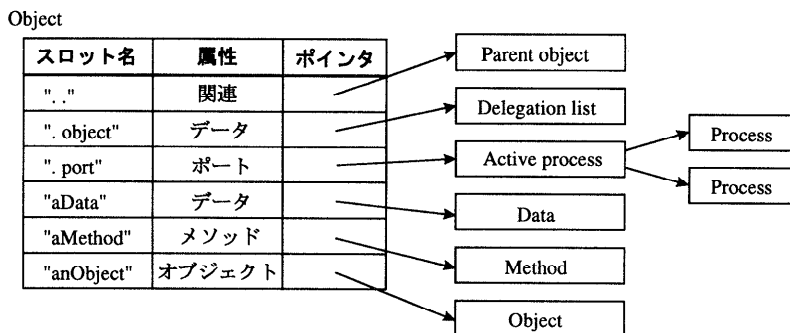 Object
スロット名 属性 ポインタ
". ." 関連
". object" データ
". port" ポート
"aData" データ
"aMethod" メソッド
"anObject" オブジェクト
Parent object
Delegation list
Active process
Data
Method
Object
Process
Process